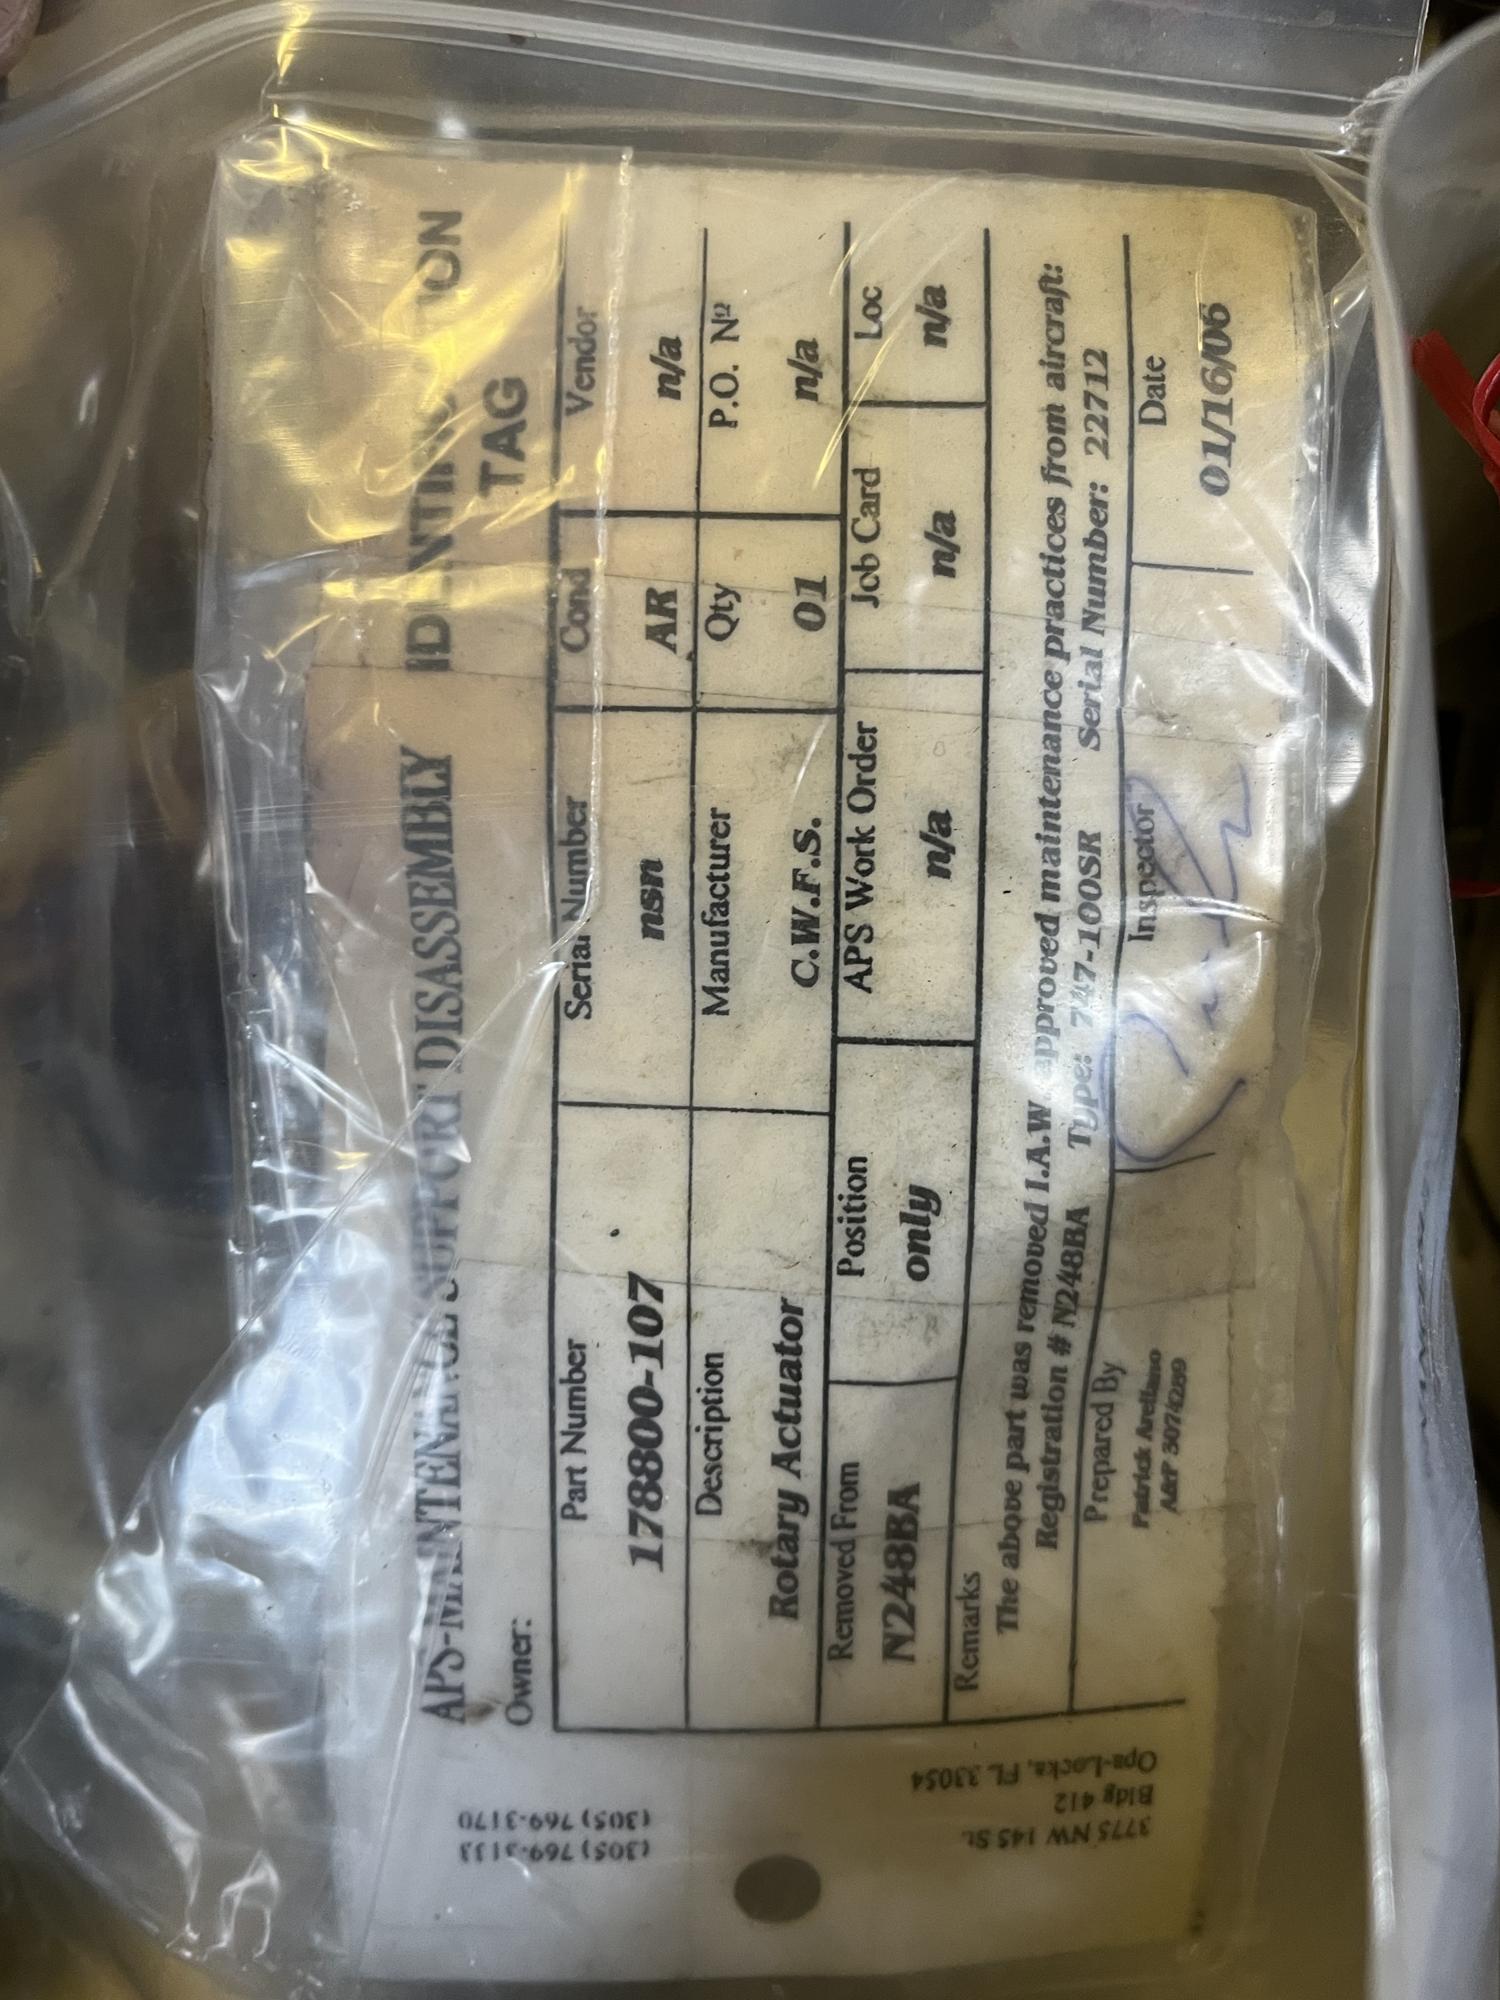 APS-MAINTENANCE SUPPORT DISASSEMBLY IDENTIFICATION
TAG
Owner:
Part Number Serial Number Cond Vendor
178800-107 nsn AR n/a
Description Manufacturer Qty P.O. Nº
Rotary Actuator C.W.F.S. 01 n/a
Removed From Position APS Work Order Job Card Loc
N248BA only n/a n/a n/a
Remarks
The above part was removed I.A.W approved maintenance practices from aircraft:
Registration # N248BA Type: 747-100SR Serial Number: 22712
Prepared By Inspector Date
Patrick Arellano 01/16/06
A&P 3074289
(305) 769-3133
(305) 769-3170
3775 NW 145 St.
Bldg 412
Opa-Locka, FL 33054